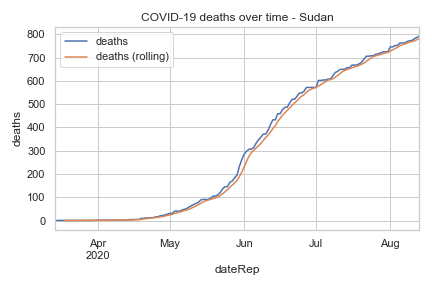 COVID-19 deaths over time - Sudan
deaths
deaths (rolling)
800
700
600
500
400
300
200
100
0
deaths
Apr
2020
May
Jun
Jul
Aug
dateRep